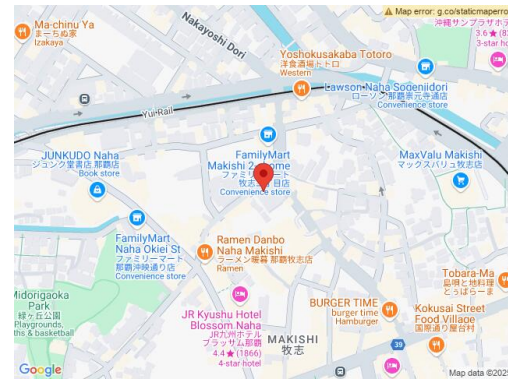 Map error: g.co/staticmaperro
Ma-chinu Ya
まーちぬ家
Izakaya
Nakayoshi Dori
沖縄サンプラザホテ
3.6★ (8
3-star ho
Yoshokusakaba Totoro
洋食酒場トトロ
Western
Lawson Naha Sogenjidori
ローソン 那覇崇元寺通店
Convenience store
Yui Rail
FamilyMart
Makishi 2-chome
ファミリーマート
牧志二丁目店
Convenience store
JUNKUDO Naha
ジュンク堂書店 那覇店
Book store
MaxValu Makishi
マックスバリュ牧志店
FamilyMart
Naha Okiei St
ファミリーマート
那覇沖映通り店
Convenience store
Ramen Danbo
Naha Makishi
ラーメン暖暮 那覇牧志店
Ramen
Tobara-Ma
島唄と地料理
とぅばらーま
Midorigaoka
Park
緑ヶ丘公園
Playgrounds,
ths & basketball
JR Kyushu Hotel
Blossom Naha
JR九州ホテル
ブラッサム那覇
4.4★ (1866)
4-star hotel
BURGER TIME
burger time
Hamburger
Kokusai Street
Food Village
国際通り屋台村
MAKISHI
牧志
39
Google
Map data ©2025